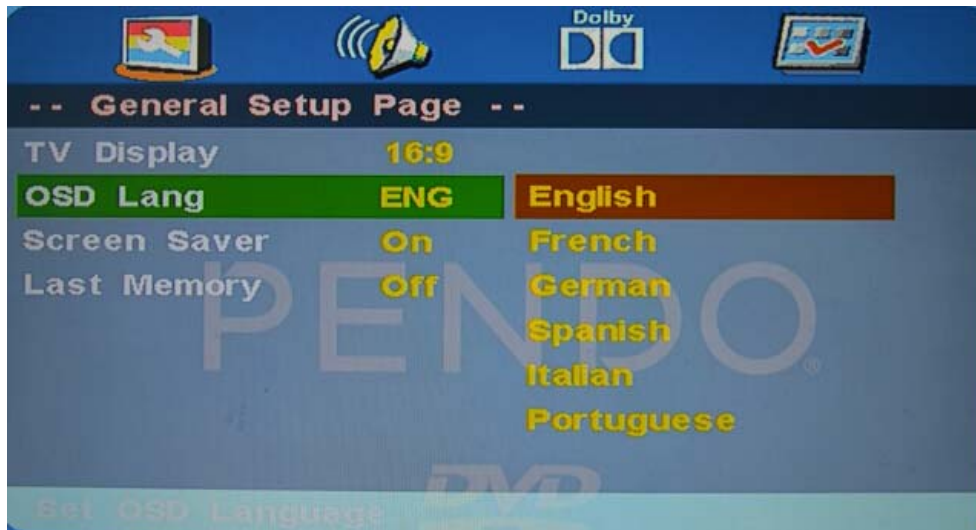 Dolby
-- General Setup Page --
TV Display 16:9
OSD Lang ENG English
Screen Saver On French
Last Memory Off German
Spanish
Italian
Portuguese
PENDO®
DVD
Set OSD Language